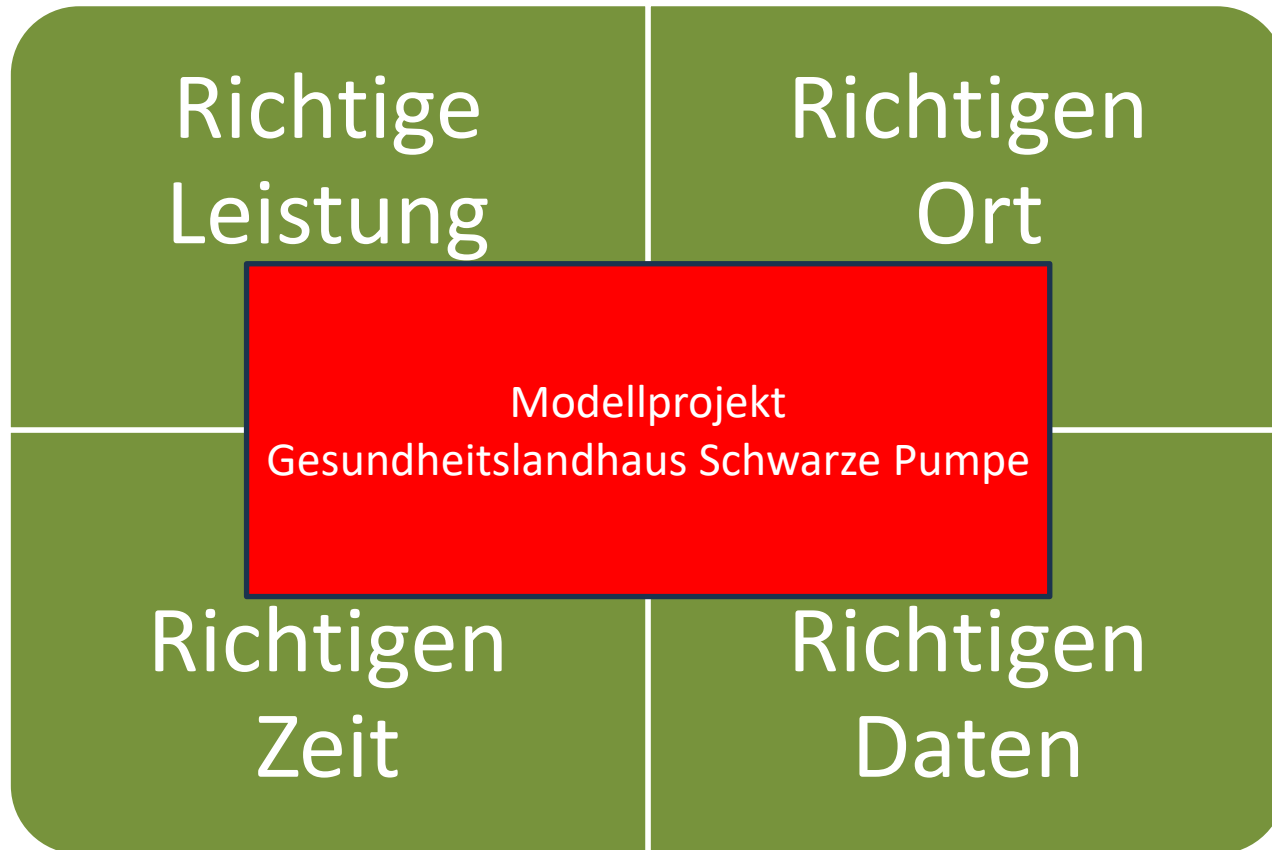 Richtige
Leistung
Richtigen
Ort
Modellprojekt
Gesundheitslandhaus Schwarze Pumpe
Richtigen
Zeit
Richtigen
Daten